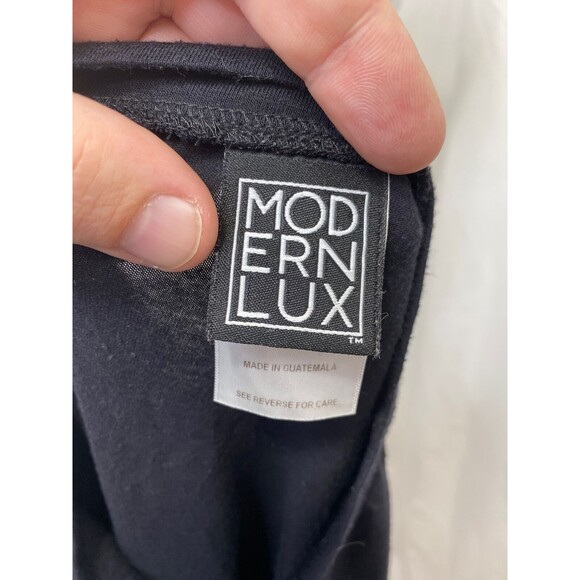 MOD
ERN
LUX
TM
MADE IN GUATEMALA
SEE REVERSE FOR CARE